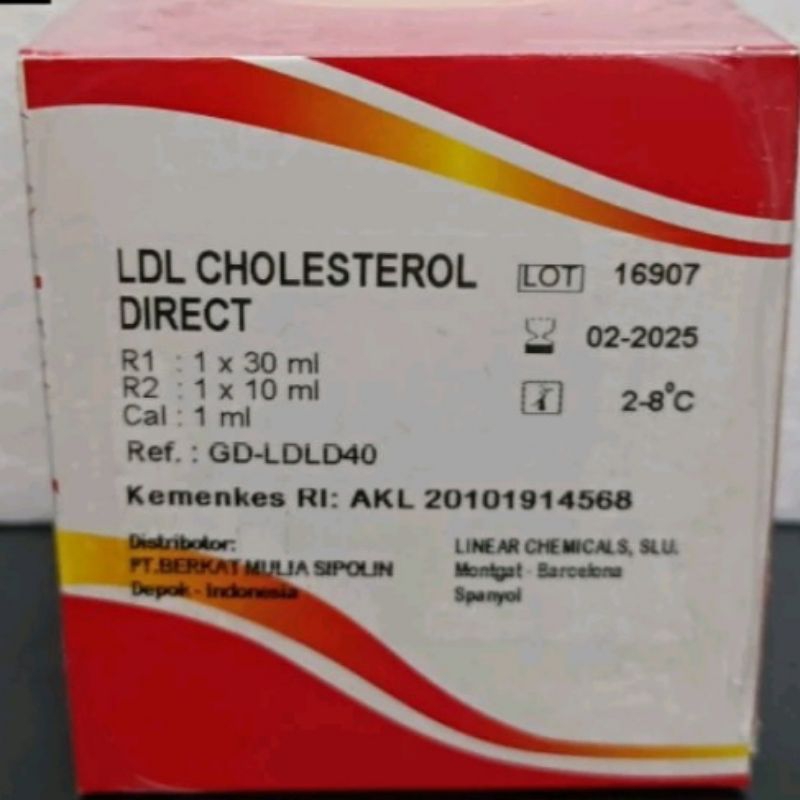 LDL CHOLESTEROL
DIRECT
R1 : 1 x 30 ml
R2 : 1 x 10 ml
Cal : 1 ml
Ref. : GD-LDLD40
LOT 16907
02-2025
2-8°C
Kemenkes RI: AKL 20101914568
Distributor:
PT.BERKAT MULIA SIPOLIN
Depok - Indonesia
LINEAR CHEMICALS, SLU.
Montgat - Barcelona
Spanyol